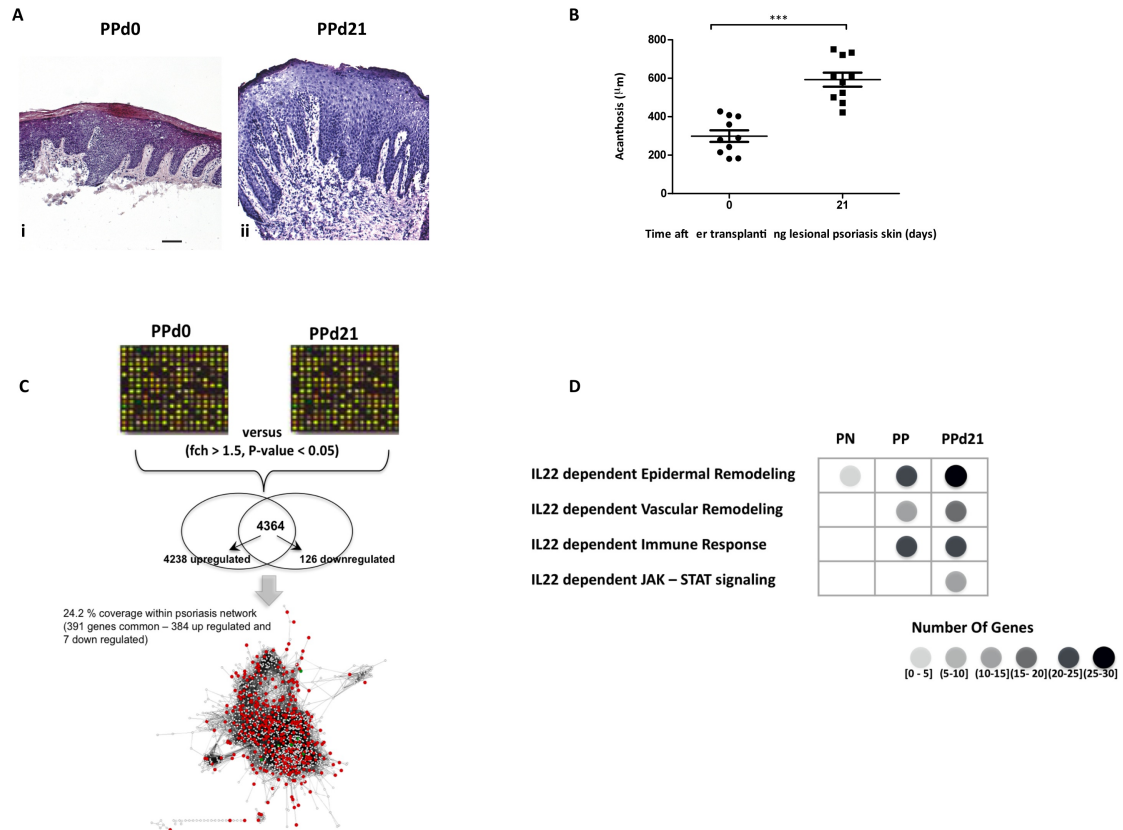 A
PPd0
PPd21
i
ii
B
***
800
600
400
200
0
Acanthosis (µm)
0
21
Time aft er transplanti ng lesional psoriasis skin (days)
C
PPd0
PPd21
versus
(fch > 1.5, P-value < 0.05)
4364
4238 upregulated
126 downregulated
24.2 % coverage within psoriasis network
(391 genes common – 384 up regulated and
7 down regulated)
D
PN PP PPd21
IL22 dependent Epidermal Remodeling
IL22 dependent Vascular Remodeling
IL22 dependent Immune Response
IL22 dependent JAK – STAT signaling
Number Of Genes
[0 - 5] (5-10] (10-15] (15- 20] (20-25] (25-30]